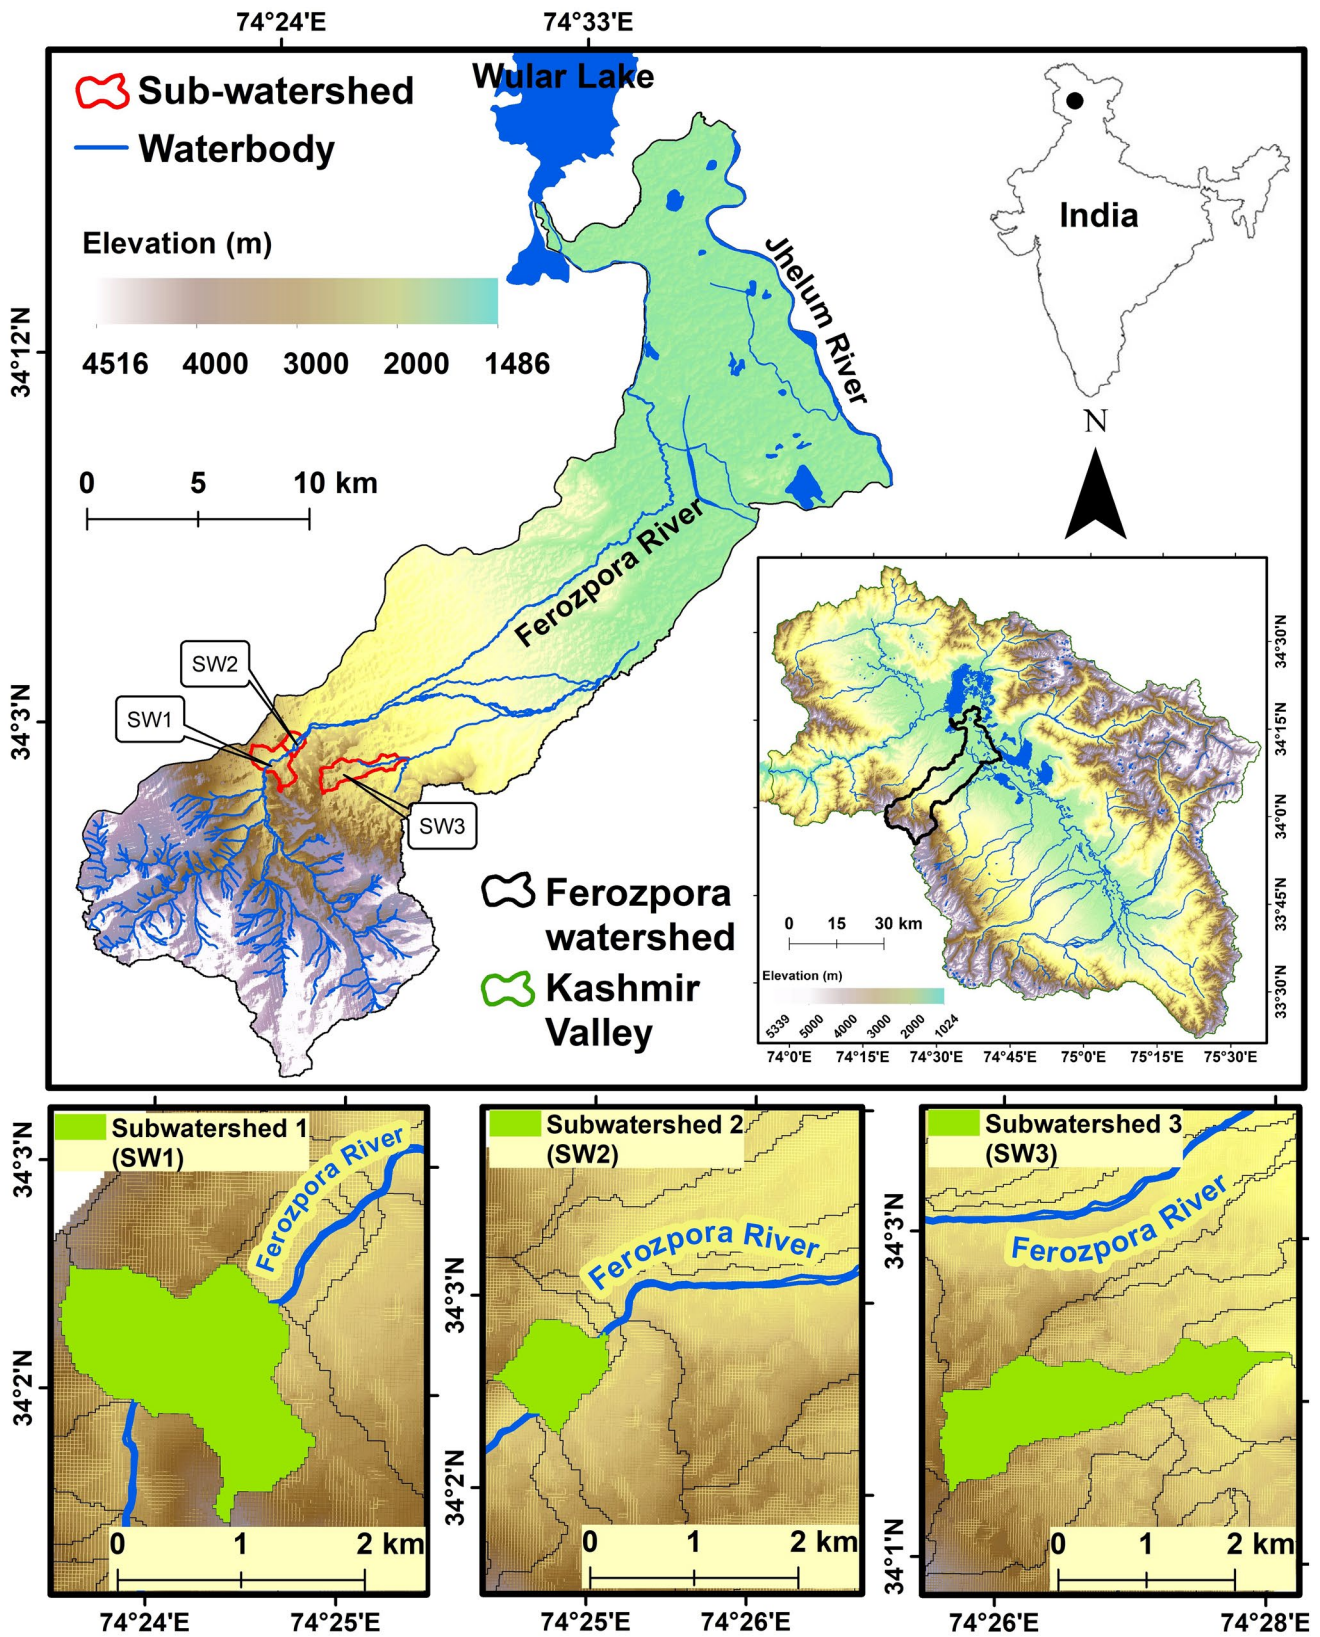 74°24'E
74°33'E
Wular Lake
Sub-watershed
Waterbody
Elevation (m)
4516 4000 3000 2000 1486
0 5 10 km
34°12'N
34°3'N
Jhelum River
Ferozpora River
India
N
SW2
SW1
SW3
Ferozpora
watershed
Kashmir
Valley
34°30'N
34°15'N
34°0'N
33°45'N
33°30'N
0 15 30 km
Elevation (m)
5339 5000 4000 3000 2000 1024
74°0'E 74°15'E 74°30'E 74°45'E 75°0'E 75°15'E 75°30'E
Subwatershed 1
(SW1)
Ferozpora River
34°3'N
34°2'N
0 1 2 km
74°24'E 74°25'E
Subwatershed 2
(SW2)
Ferozpora River
34°3'N
34°2'N
0 1 2 km
74°25'E 74°26'E
Subwatershed 3
(SW3)
Ferozpora River
34°3'N
34°1'N
0 1 2 km
74°26'E 74°28'E